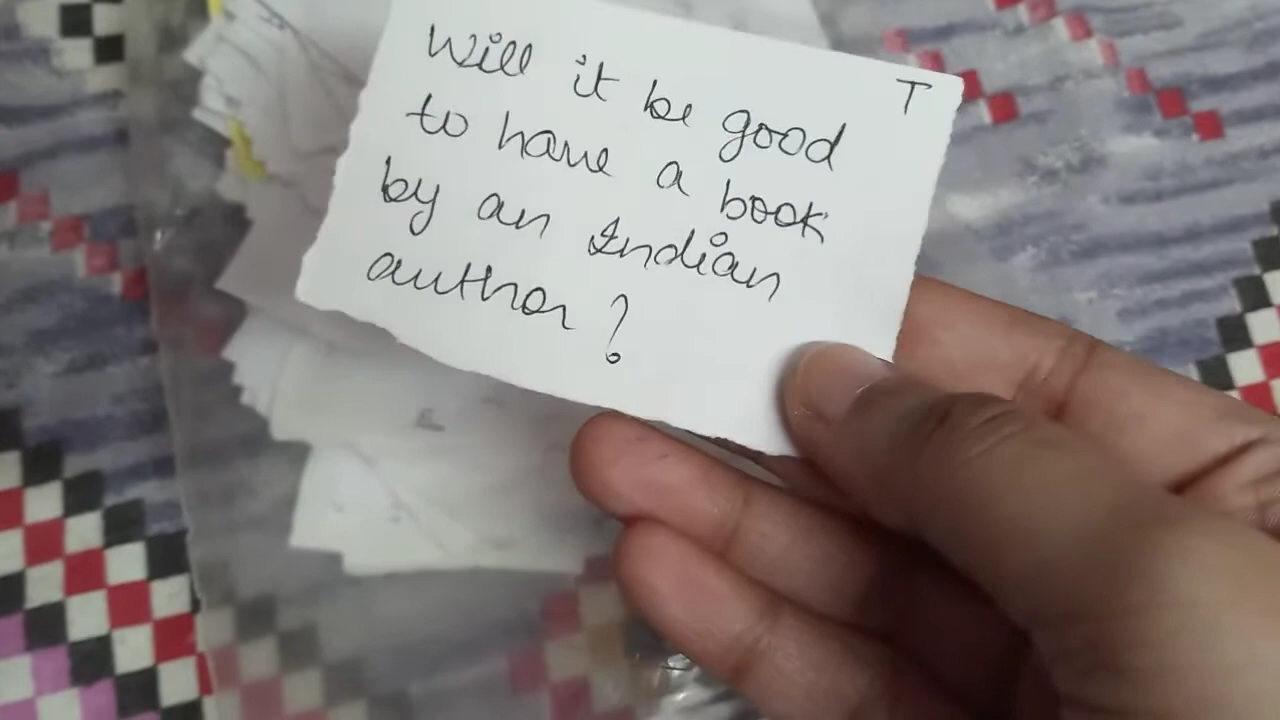 T
Will it be good
to have a book
by an Indian
author?